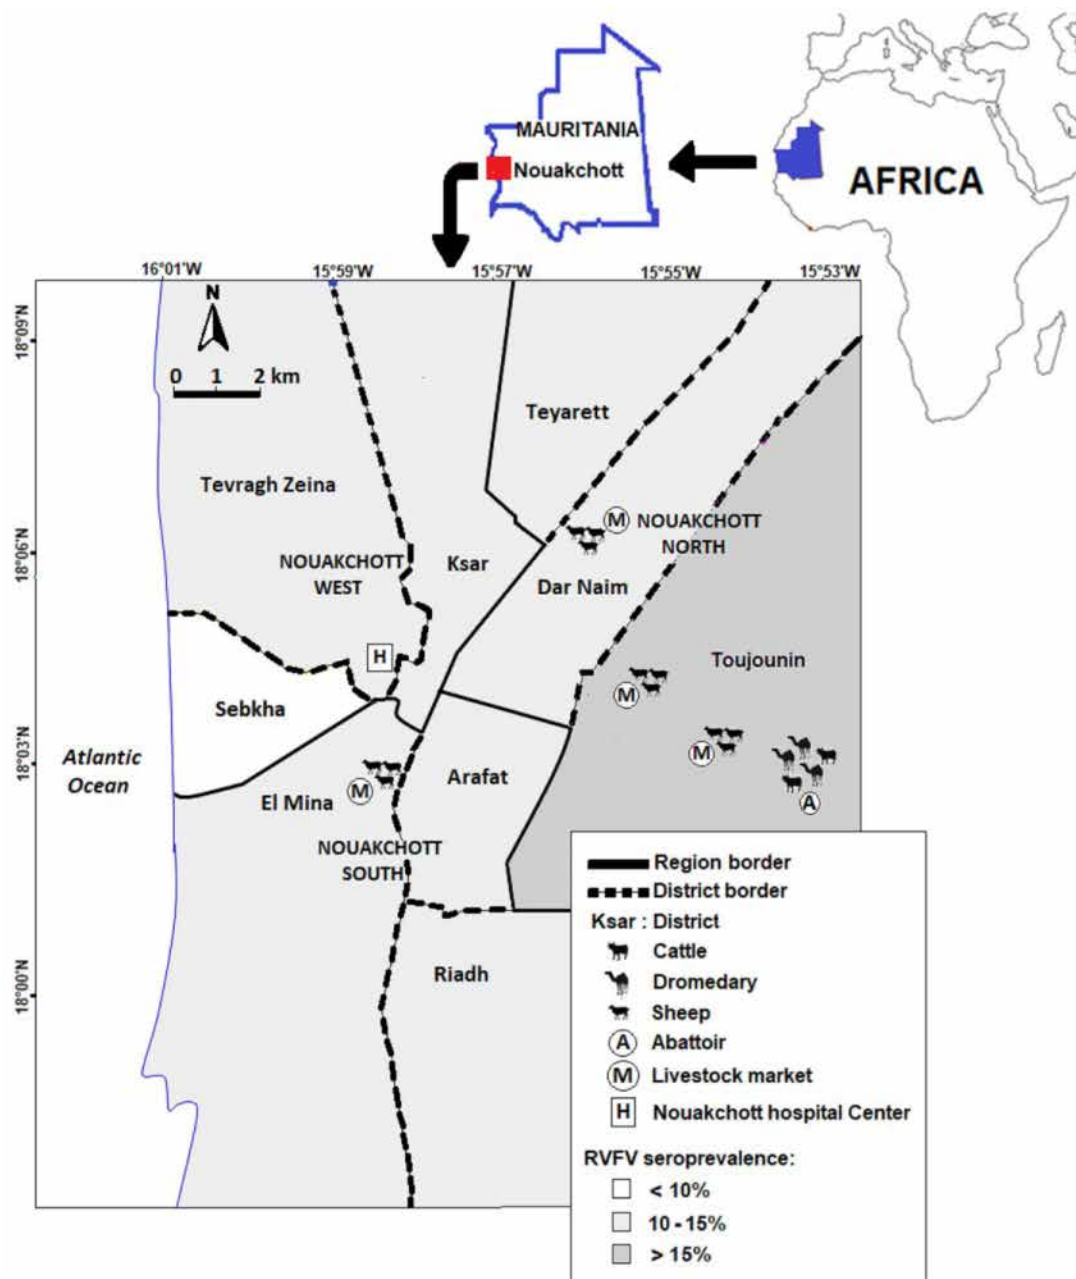 MAURITANIA
Nouakchott
AFRICA
16°01'W
15°59'W
15°57'W
15°55'W
15°53'W
18°09'N
18°06'N
18°03'N
18°00'N
N
0 1 2 km
Teyarett
Tevragh Zeina
M
NOUAKCHOTT
NORTH
NOUAKCHOTT
WEST
Ksar
Dar Naim
H
Toujounin
M
Sebkha
M
Atlantic
Ocean
Arafat
El Mina
M
A
NOUAKCHOTT
SOUTH
Riadh
Region border
District border
Ksar : District
Cattle
Dromedary
Sheep
A Abattoir
M Livestock market
H Nouakchott hospital Center
RVFV seroprevalence:
< 10%
10 - 15%
> 15%